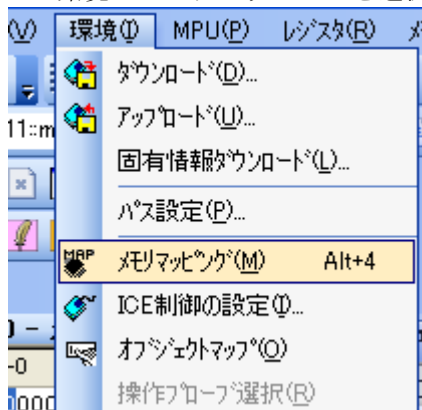 (V) 環境(I) MPU(P) ﾚｼﾞｽﾀ(R)
ﾀﾞｳﾝﾛｰﾄﾞ(D)...
11::m ｱｯﾌﾟﾛｰﾄﾞ(U)...
固有情報ﾀﾞｳﾝﾛｰﾄﾞ(L)...
ﾊﾟｽ設定(P)...
MAP ﾒﾓﾘﾏｯﾋﾟﾝｸﾞ(M) Alt+4
ICE制御の設定(I)...
ｵﾌﾞｼﾞｪｸﾄﾏｯﾌﾟ(O)
-0
操作ﾌﾟﾛｰﾌﾞ選択(R)
000C